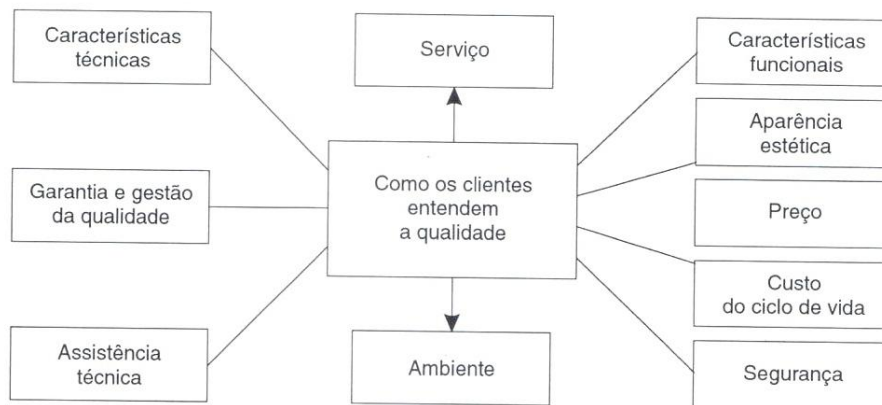 Características
técnicas
Serviço
Características
funcionais
Aparência
estética
Garantia e gestão
da qualidade
Como os clientes
entendem
a qualidade
Preço
Custo
do ciclo de vida
Assistência
técnica
Ambiente
Segurança